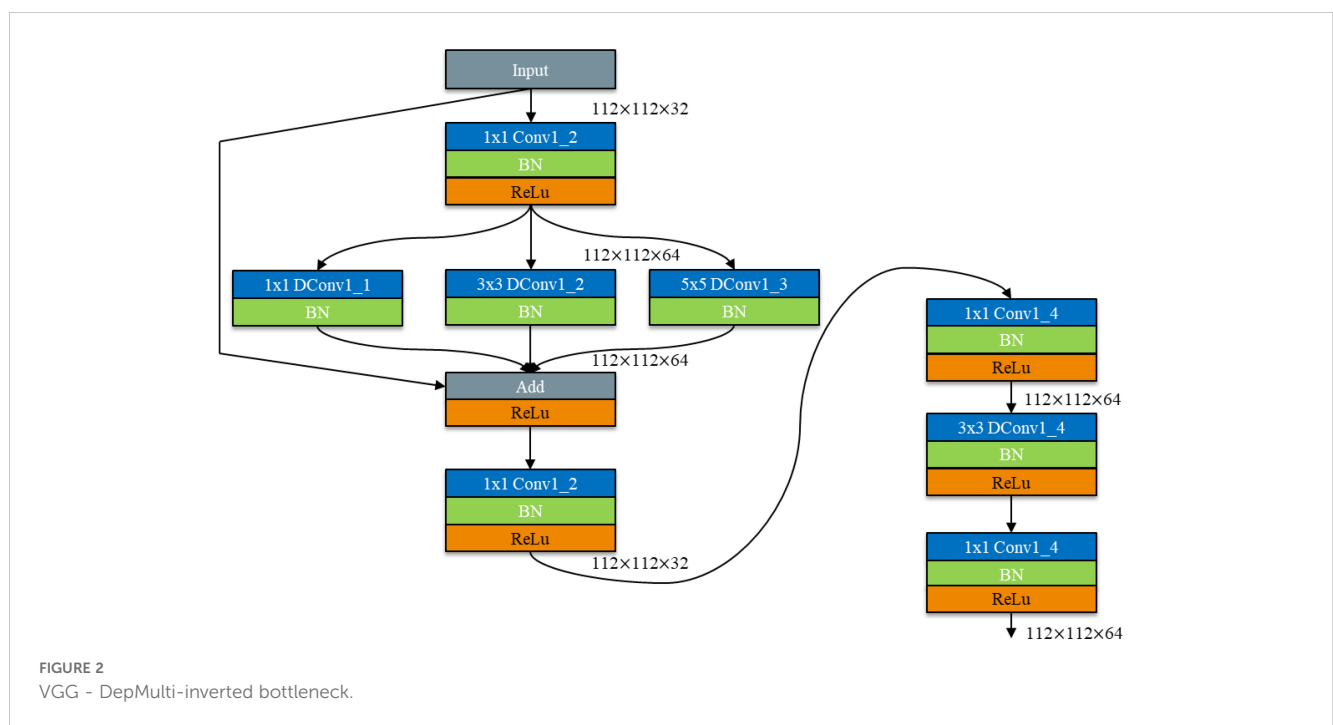 Input
112×112×32
1x1 Conv1_2
BN
ReLu
112×112×64
1x1 DConv1_1
BN
3x3 DConv1_2
BN
5x5 DConv1_3
BN
112×112×64
Add
ReLu
1x1 Conv1_2
BN
ReLu
112×112×32
1x1 Conv1_4
BN
ReLu
112×112×64
3x3 DConv1_4
BN
ReLu
1x1 Conv1_4
BN
ReLu
112×112×64
FIGURE 2
VGG - DepMulti-inverted bottleneck.